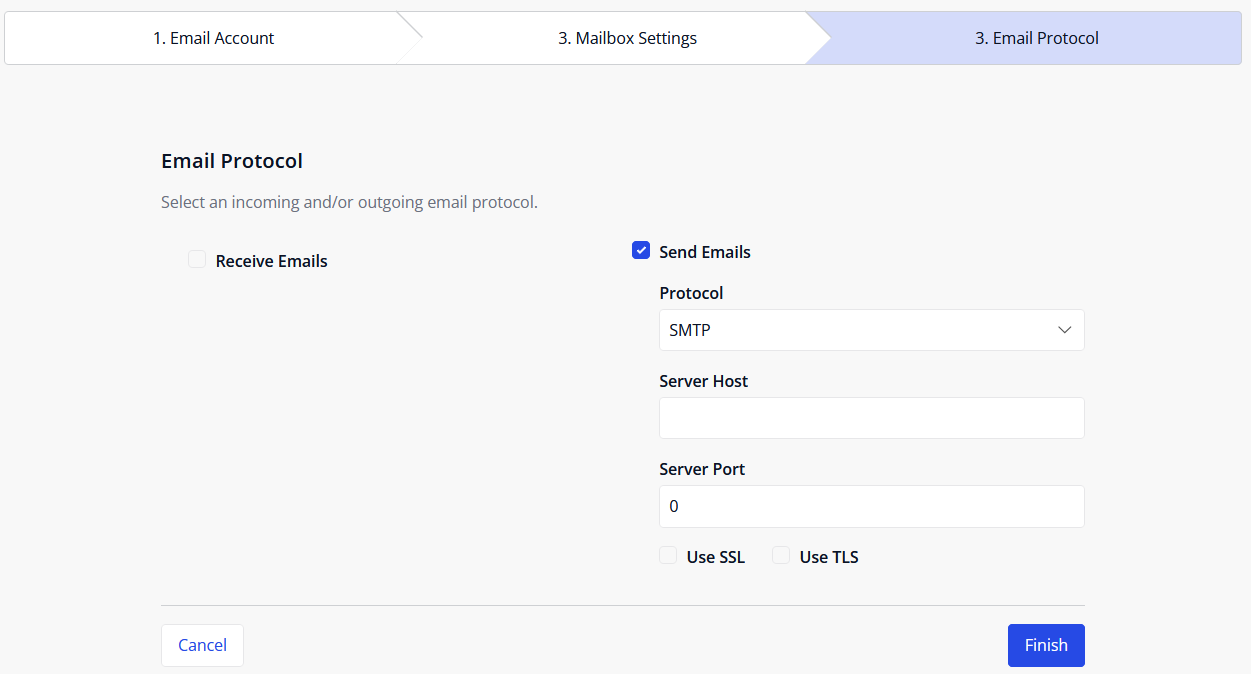 1. Email Account
3. Mailbox Settings
3. Email Protocol
Email Protocol
Select an incoming and/or outgoing email protocol.
Receive Emails
Send Emails
Protocol
SMTP
Server Host
Server Port
0
Use SSL
Use TLS
Cancel
Finish